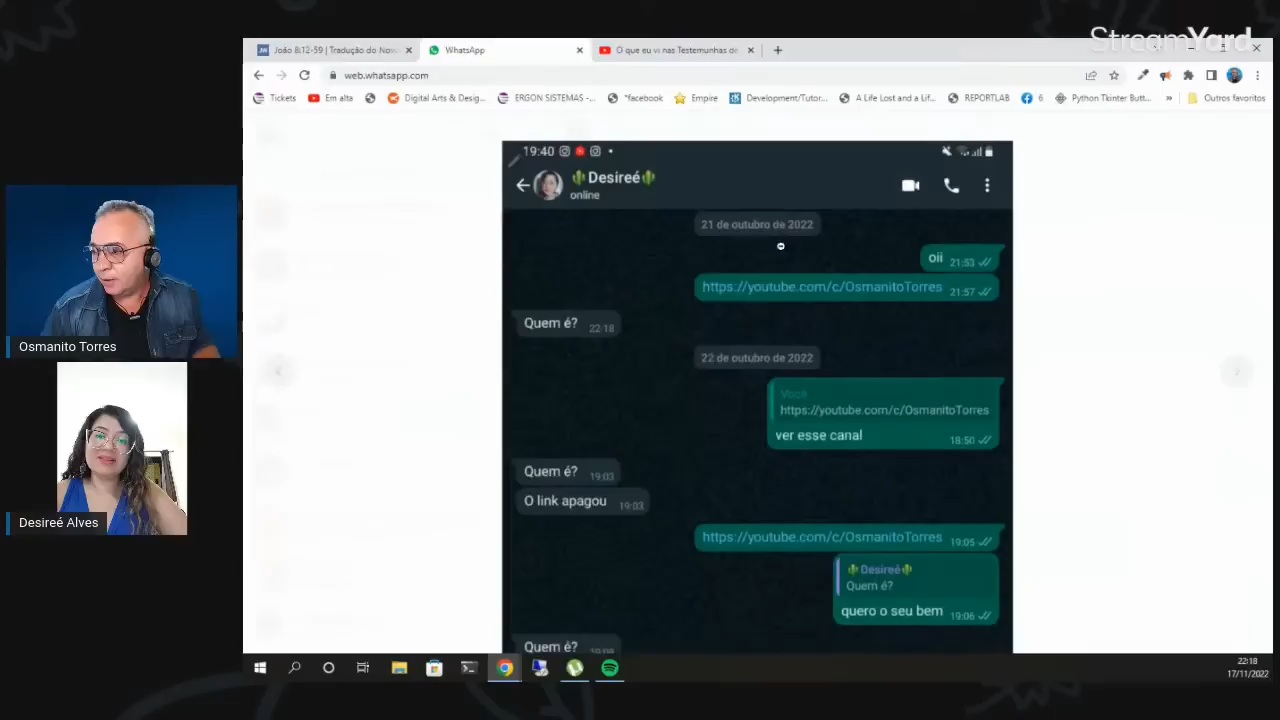 StreamYard
João 8:12-59 | Tradução do Nov
WhatsApp
O que eu vi nas Testemunhas de
web.whatsapp.com
Tickets
Em alta
Digital Arts & Desig...
ERGON SISTEMAS -...
*facebook
Empire
Development/Tutor...
A Life Lost and a Lif...
REPORTLAB
6
Python Tkinter Butt...
»
Outros favoritos
19:40
🌵Desireé🌵
online
21 de outubro de 2022
oii 21:53
https://youtube.com/c/OsmanitoTorres 21:57
Quem é? 22:18
22 de outubro de 2022
Você
https://youtube.com/c/OsmanitoTorres
ver esse canal 18:50
Quem é? 19:03
O link apagou 19:03
https://youtube.com/c/OsmanitoTorres 19:05
🌵Desireé🌵
Quem é?
quero o seu bem 19:06
Quem é?
Osmanito Torres
Desireé Alves
22:18
17/11/2022